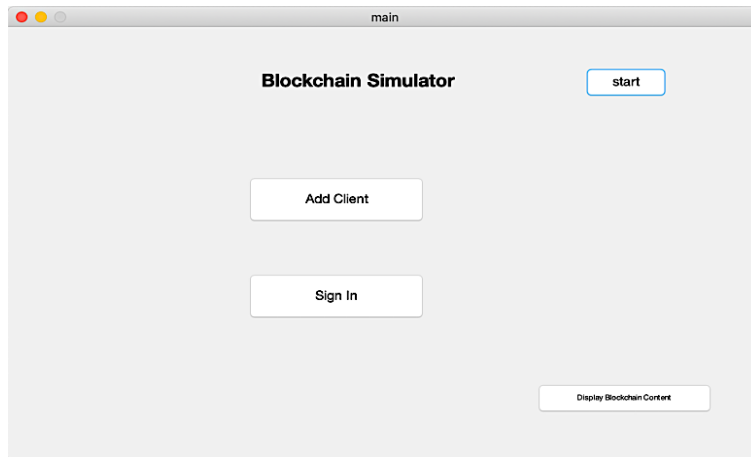 main
Blockchain Simulator
start
Add Client
Sign In
Display Blockchain Content